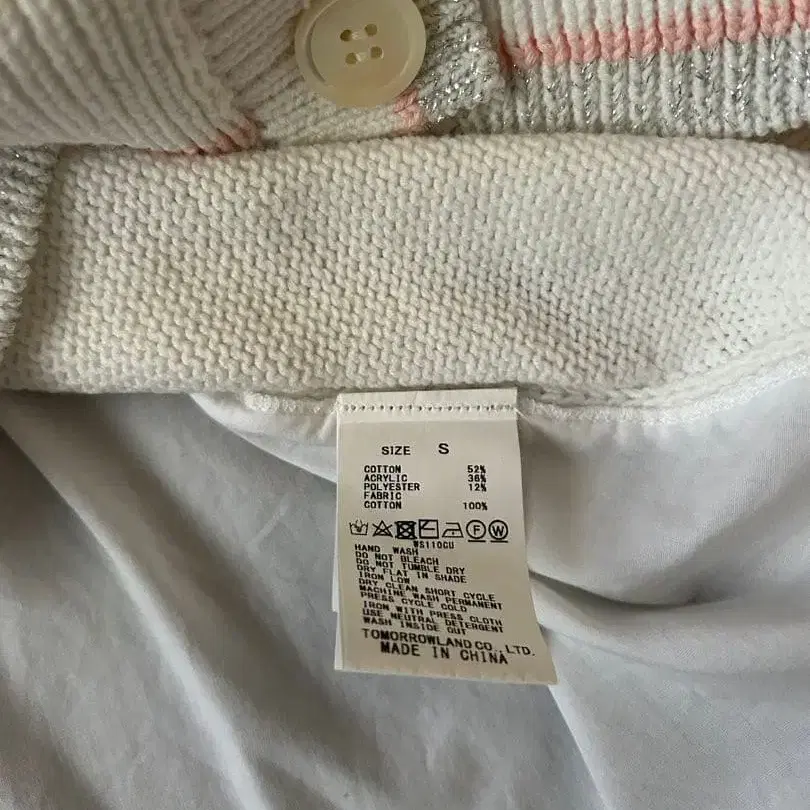 SIZE S
COTTON 52%
ACRYLIC 36%
POLYESTER 12%
FABRIC
COTTON 100%
F W
WS110GU
HAND WASH
DO NOT BLEACH
DO NOT TUMBLE DRY
DRY FLAT IN SHADE
IRON LOW
DRY CLEAN SHORT CYCLE
MACHINE WASH PERMANENT
PRESS CYCLE COLD
IRON WITH PRESS CLOTH
USE NEUTRAL DETERGENT
WASH INSIDE OUT
TOMORROWLAND CO., LTD.
MADE IN CHINA